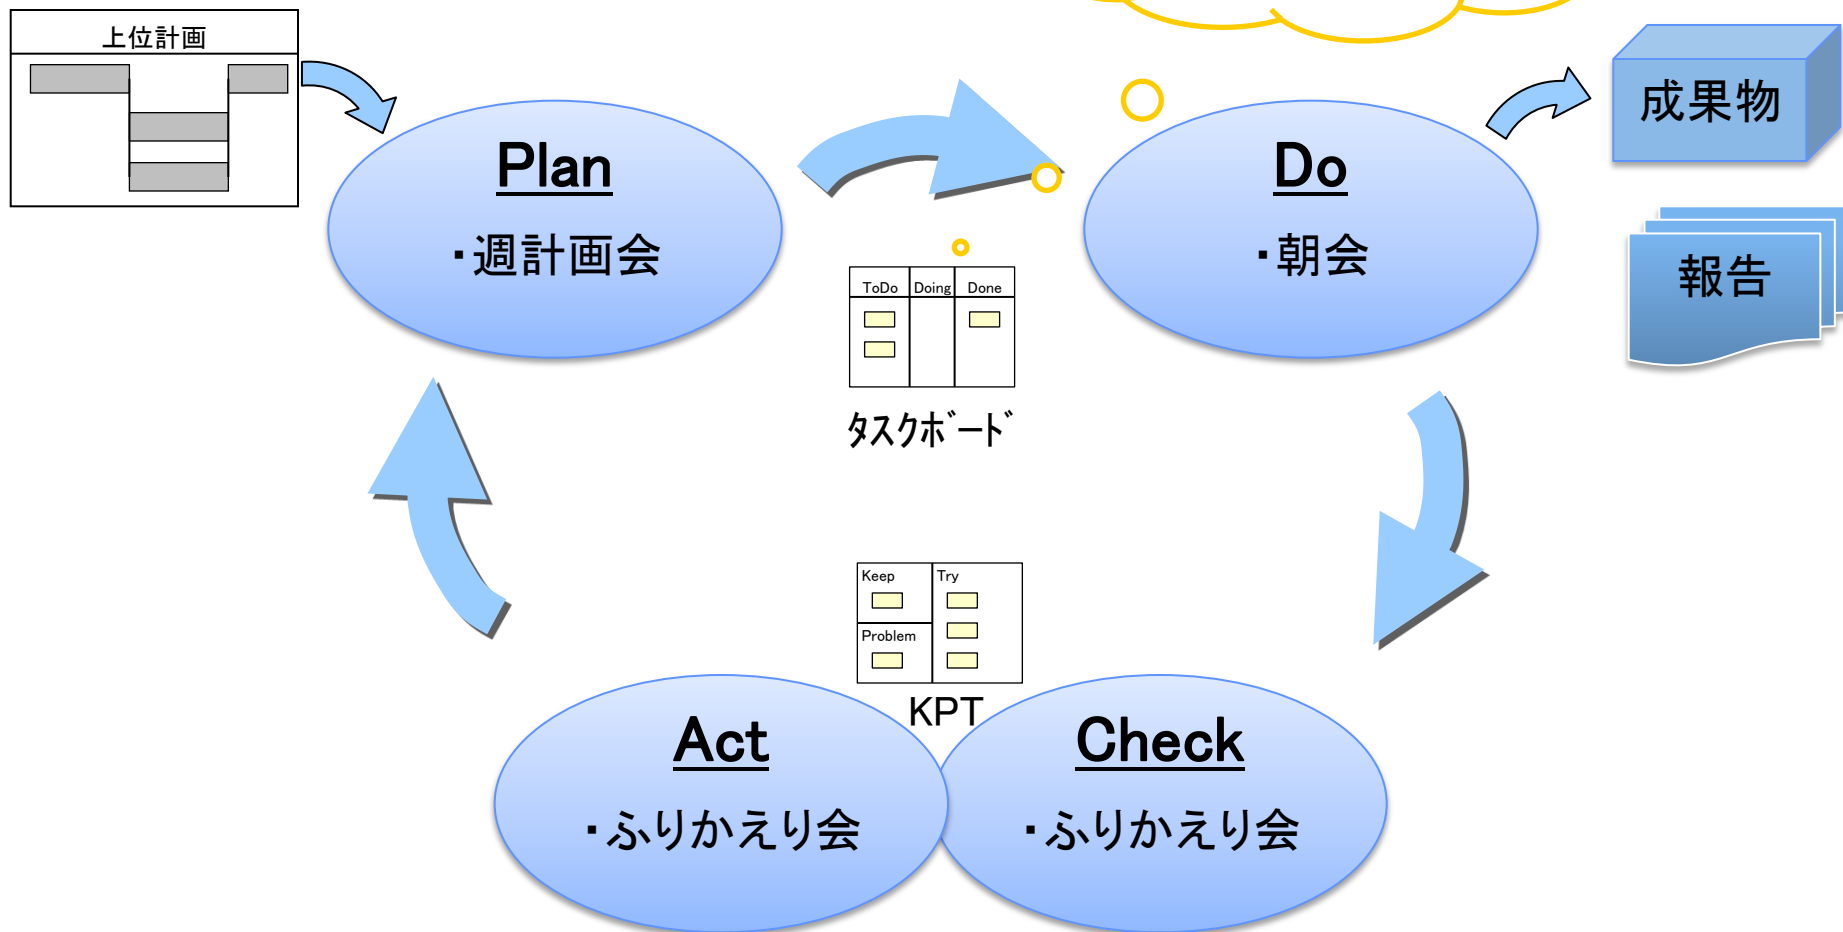 上位計画
Plan
・週計画会
Do
・朝会
成果物
報告
ToDo Doing Done
ﾀｽｸﾎﾞｰﾄﾞ
Keep Try
Problem
KPT
Act
・ふりかえり会
Check
・ふりかえり会